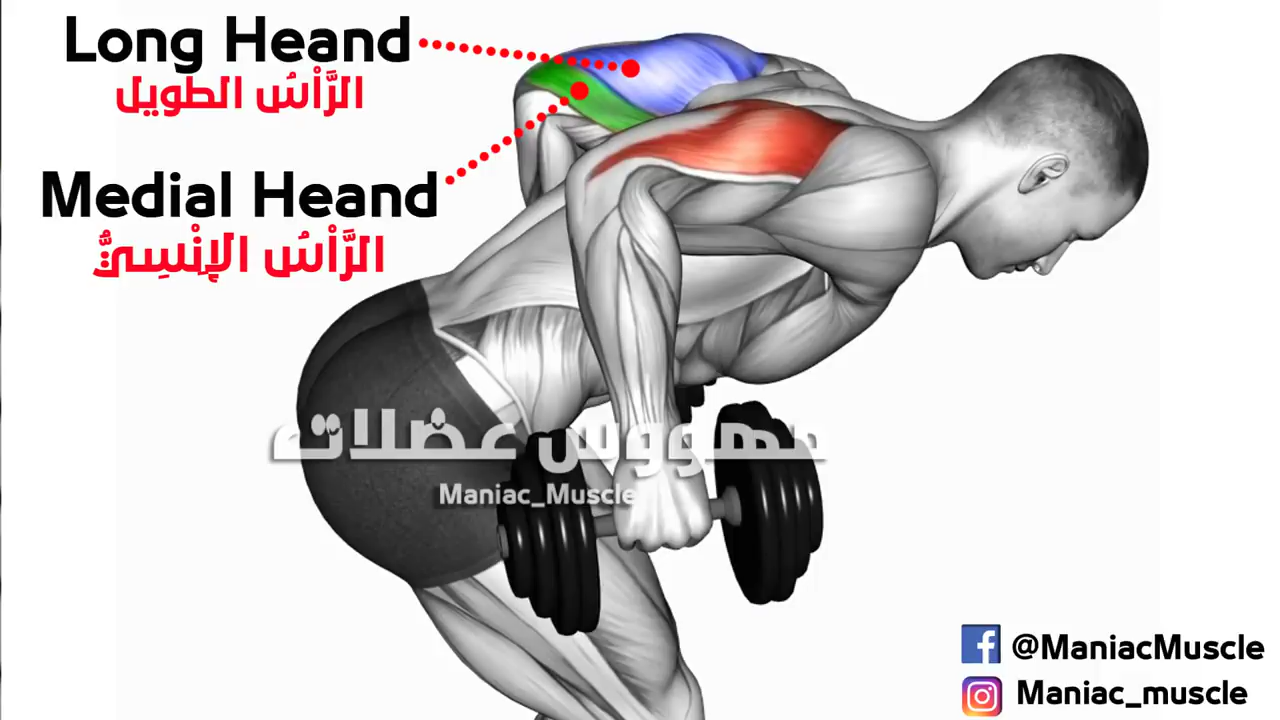 Long Heand
الرَّأْسُ الطويل
Medial Heand
الرَّأْسُ الإِنْسِيُّ
مهووس عضلات
Maniac_Muscle
@ManiacMuscle
Maniac_muscle